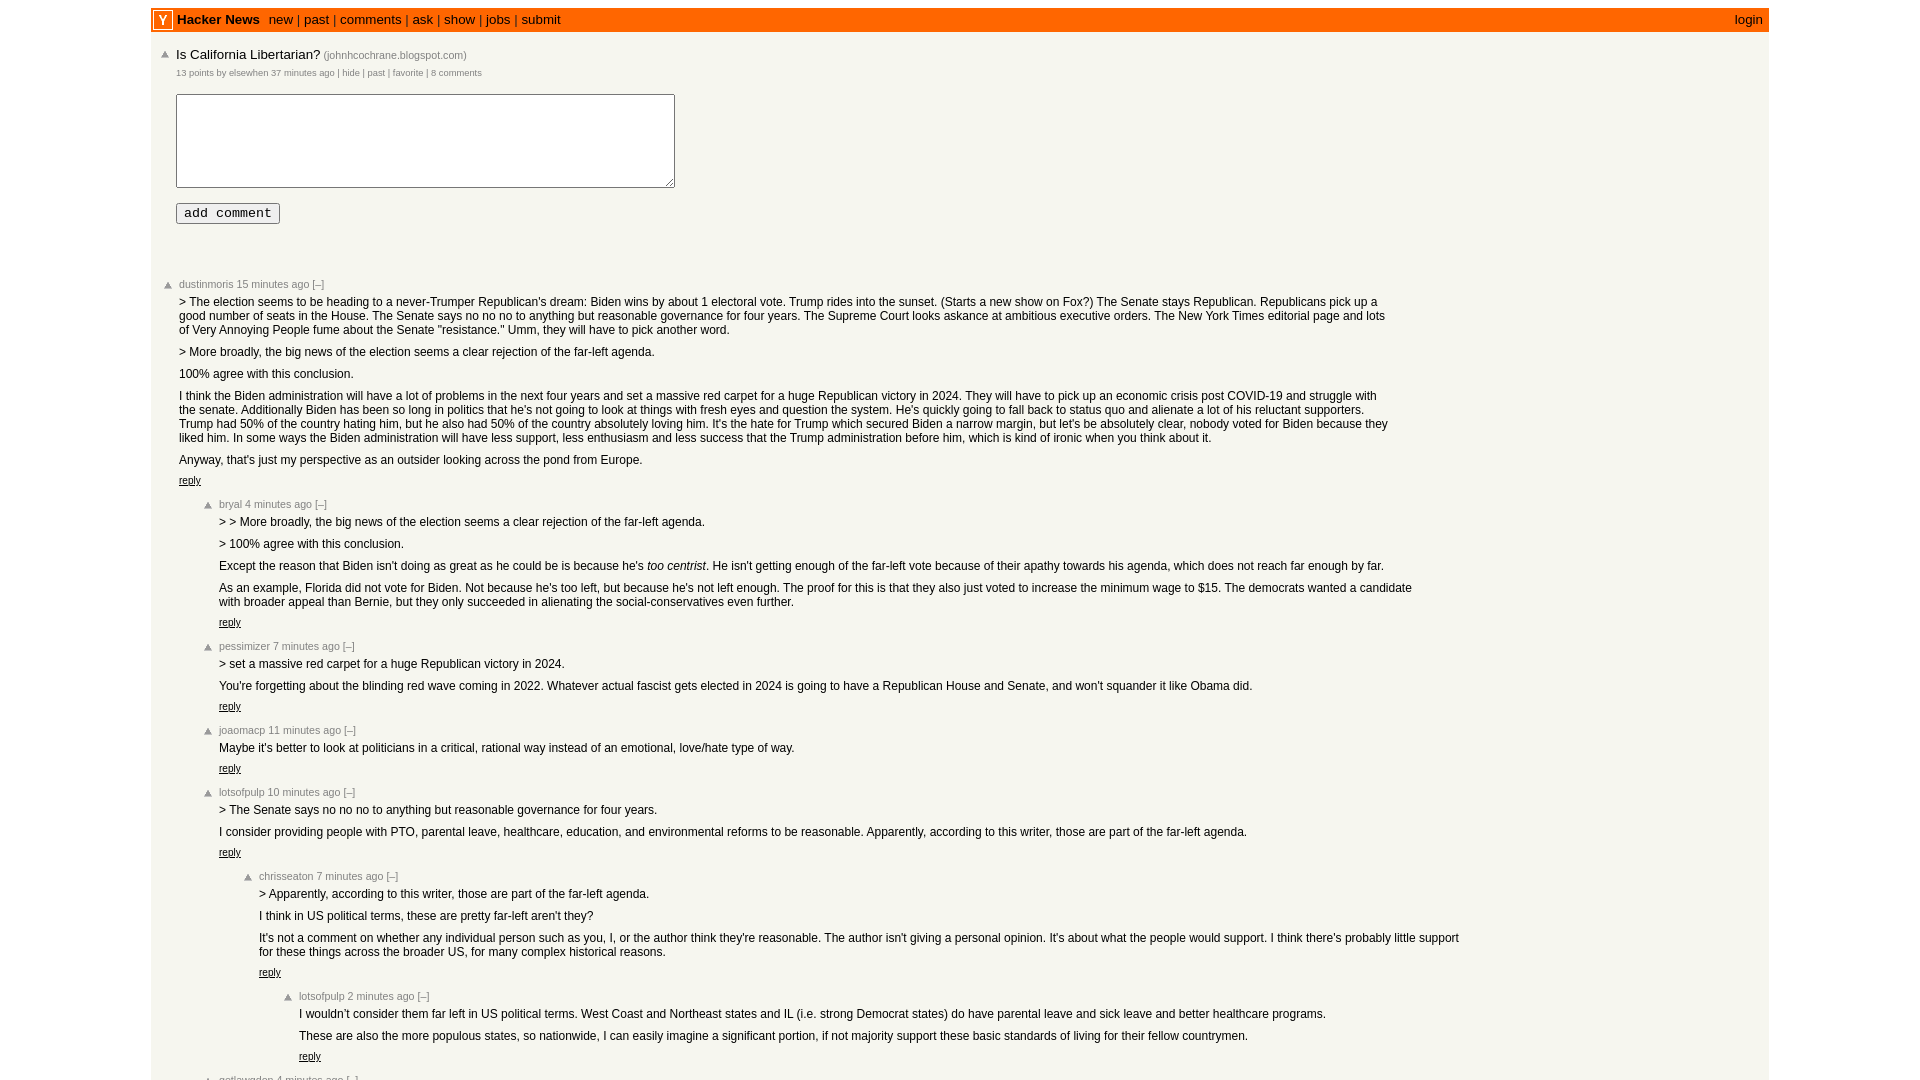 Y Hacker News new | past | comments | ask | show | jobs | submit login
Is California Libertarian? (johnhcochrane.blogspot.com)
13 points by elsewhen 37 minutes ago | hide | past | favorite | 8 comments
add comment
dustinmoris 15 minutes ago [–]
> The election seems to be heading to a never-Trumper Republican's dream: Biden wins by about 1 electoral vote. Trump rides into the sunset. (Starts a new show on Fox?) The Senate stays Republican. Republicans pick up a
good number of seats in the House. The Senate says no no no to anything but reasonable governance for four years. The Supreme Court looks askance at ambitious executive orders. The New York Times editorial page and lots
of Very Annoying People fume about the Senate "resistance." Umm, they will have to pick another word.
> More broadly, the big news of the election seems a clear rejection of the far-left agenda.
100% agree with this conclusion.
I think the Biden administration will have a lot of problems in the next four years and set a massive red carpet for a huge Republican victory in 2024. They will have to pick up an economic crisis post COVID-19 and struggle with
the senate. Additionally Biden has been so long in politics that he's not going to look at things with fresh eyes and question the system. He's quickly going to fall back to status quo and alienate a lot of his reluctant supporters.
Trump had 50% of the country hating him, but he also had 50% of the country absolutely loving him. It's the hate for Trump which secured Biden a narrow margin, but let's be absolutely clear, nobody voted for Biden because they
liked him. In some ways the Biden administration will have less support, less enthusiasm and less success that the Trump administration before him, which is kind of ironic when you think about it.
Anyway, that's just my perspective as an outsider looking across the pond from Europe.
reply
bryal 4 minutes ago [–]
> > More broadly, the big news of the election seems a clear rejection of the far-left agenda.
> 100% agree with this conclusion.
Except the reason that Biden isn't doing as great as he could be is because he's too centrist. He isn't getting enough of the far-left vote because of their apathy towards his agenda, which does not reach far enough by far.
As an example, Florida did not vote for Biden. Not because he's too left, but because he's not left enough. The proof for this is that they also just voted to increase the minimum wage to $15. The democrats wanted a candidate
with broader appeal than Bernie, but they only succeeded in alienating the social-conservatives even further.
reply
pessimizer 7 minutes ago [–]
> set a massive red carpet for a huge Republican victory in 2024.
You're forgetting about the blinding red wave coming in 2022. Whatever actual fascist gets elected in 2024 is going to have a Republican House and Senate, and won't squander it like Obama did.
reply
joaomacp 11 minutes ago [–]
Maybe it's better to look at politicians in a critical, rational way instead of an emotional, love/hate type of way.
reply
lotsofpulp 10 minutes ago [–]
> The Senate says no no no to anything but reasonable governance for four years.
I consider providing people with PTO, parental leave, healthcare, education, and environmental reforms to be reasonable. Apparently, according to this writer, those are part of the far-left agenda.
reply
chrisseaton 7 minutes ago [–]
> Apparently, according to this writer, those are part of the far-left agenda.
I think in US political terms, these are pretty far-left aren't they?
It's not a comment on whether any individual person such as you, I, or the author think they're reasonable. The author isn't giving a personal opinion. It's about what the people would support. I think there's probably little support
for these things across the broader US, for many complex historical reasons.
reply
lotsofpulp 2 minutes ago [–]
I wouldn’t consider them far left in US political terms. West Coast and Northeast states and IL (i.e. strong Democrat states) do have parental leave and sick leave and better healthcare programs.
These are also the more populous states, so nationwide, I can easily imagine a significant portion, if not majority support these basic standards of living for their fellow countrymen.
reply
4 minutes ago [–]